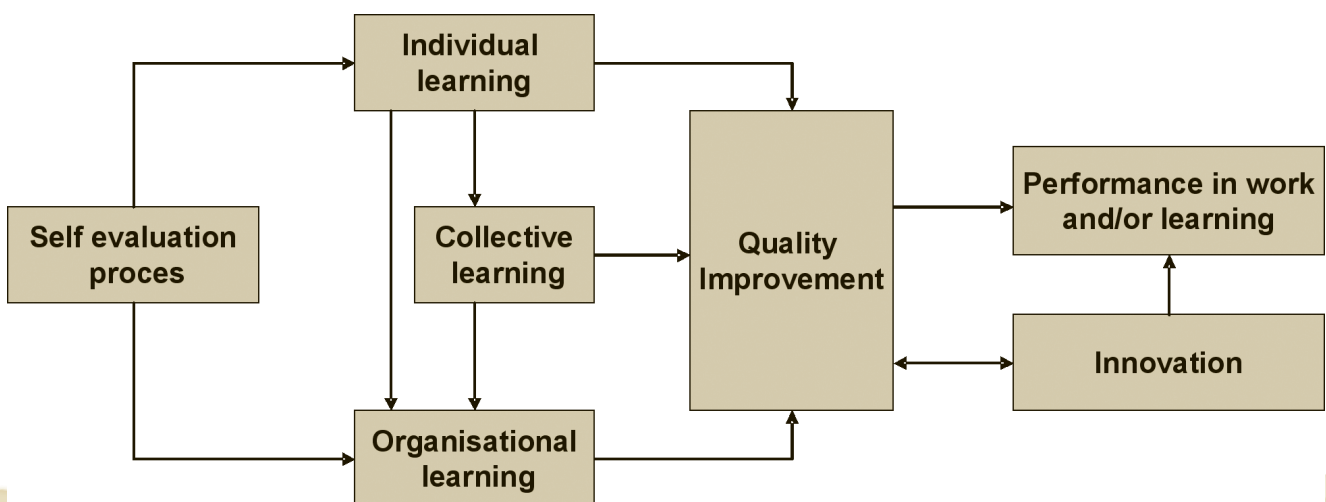 Individual
learning
Self evaluation
proces
Collective
learning
Organisational
learning
Quality
Improvement
Performance in work
and/or learning
Innovation